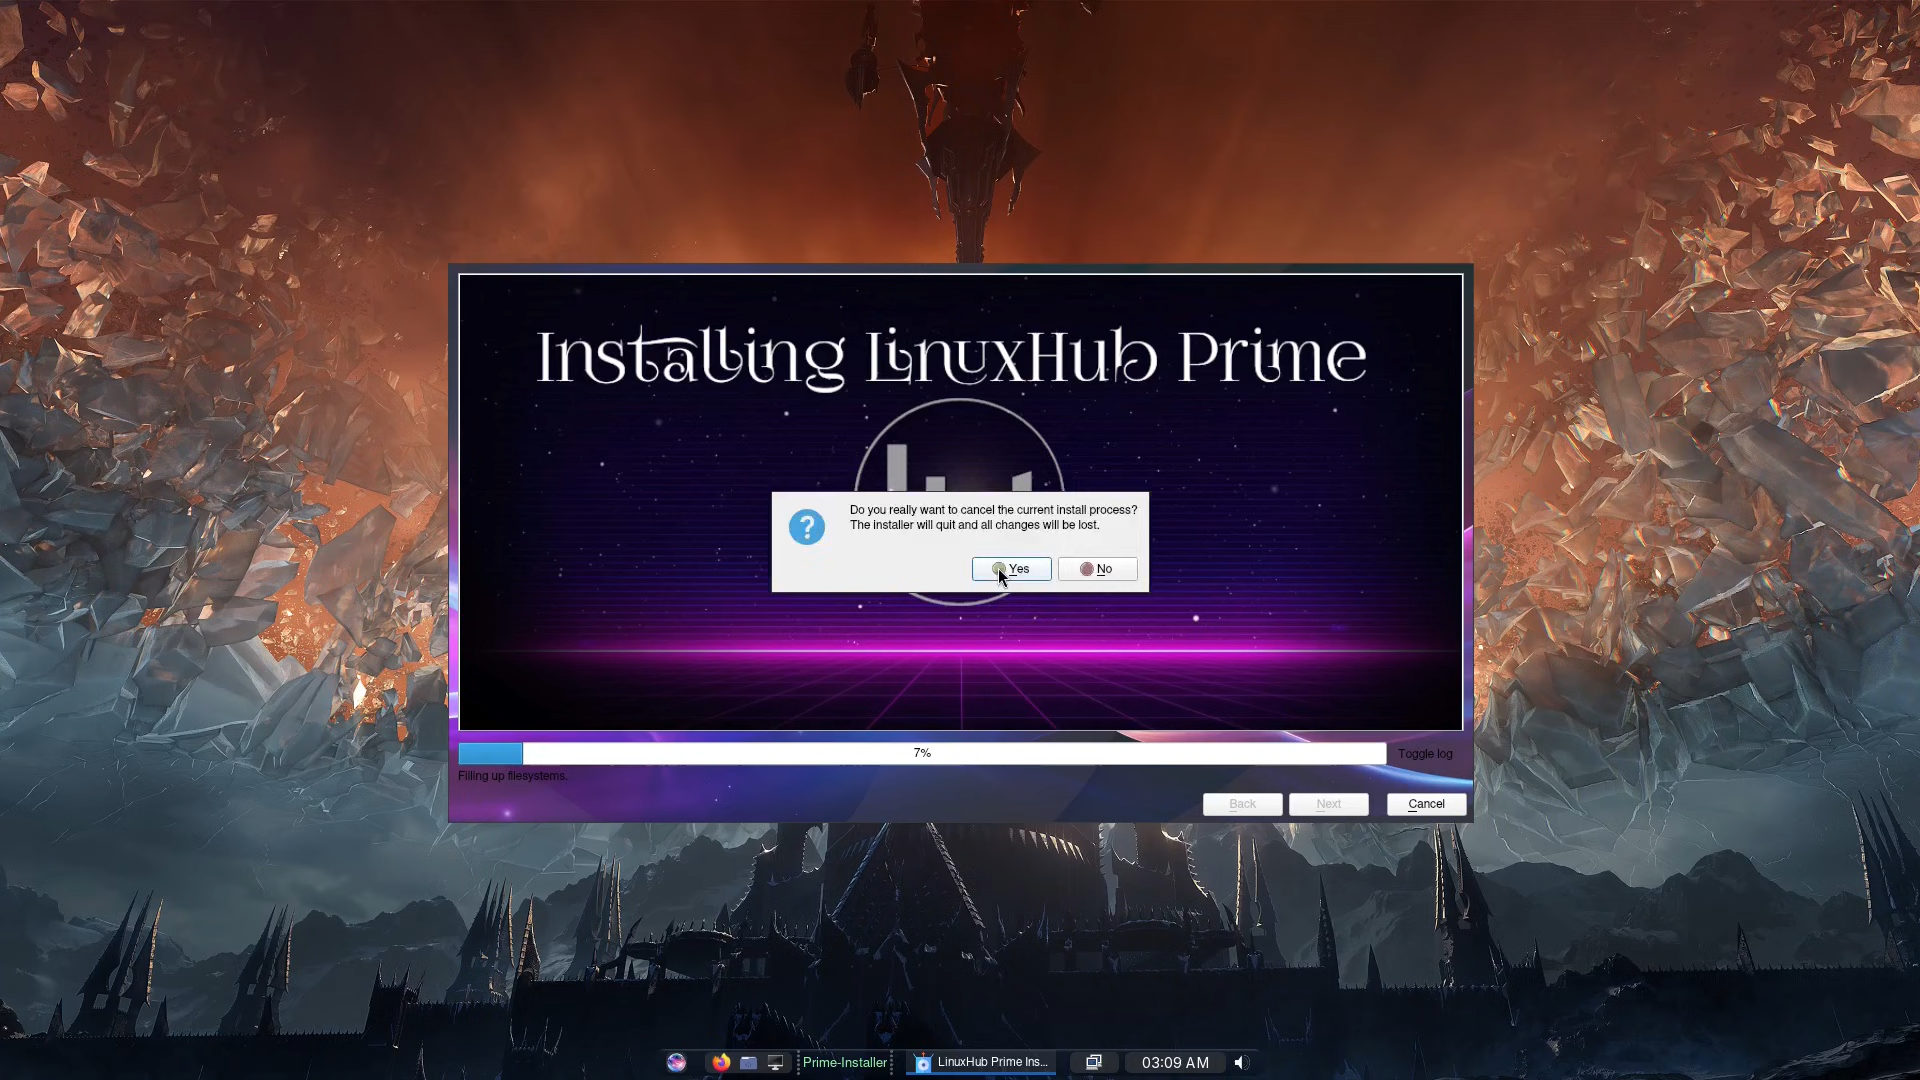 Installing LinuxHub Prime
Do you really want to cancel the current install process?
The installer will quit and all changes will be lost.
Yes
No
7%
Toggle log
Filling up filesystems.
Back
Next
Cancel
Prime-Installer
LinuxHub Prime Ins...
03:09 AM